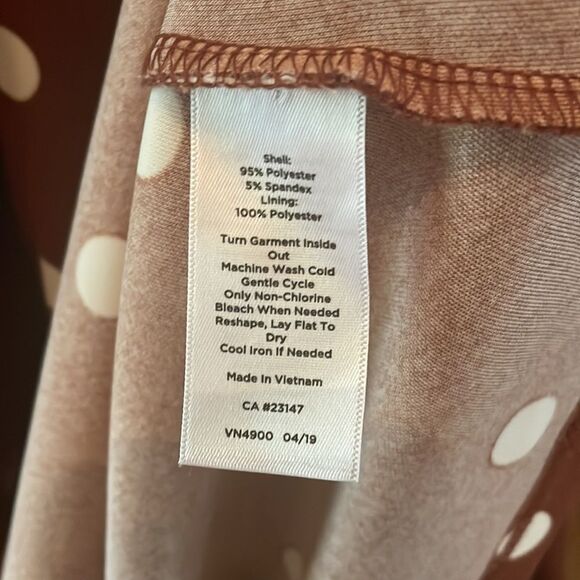 Shell:
95% Polyester
5% Spandex
Lining:
100% Polyester
Turn Garment Inside
Out
Machine Wash Cold
Gentle Cycle
Only Non-Chlorine
Bleach When Needed
Reshape, Lay Flat To
Dry
Cool Iron If Needed
Made In Vietnam
CA #23147
VN4900 04/19